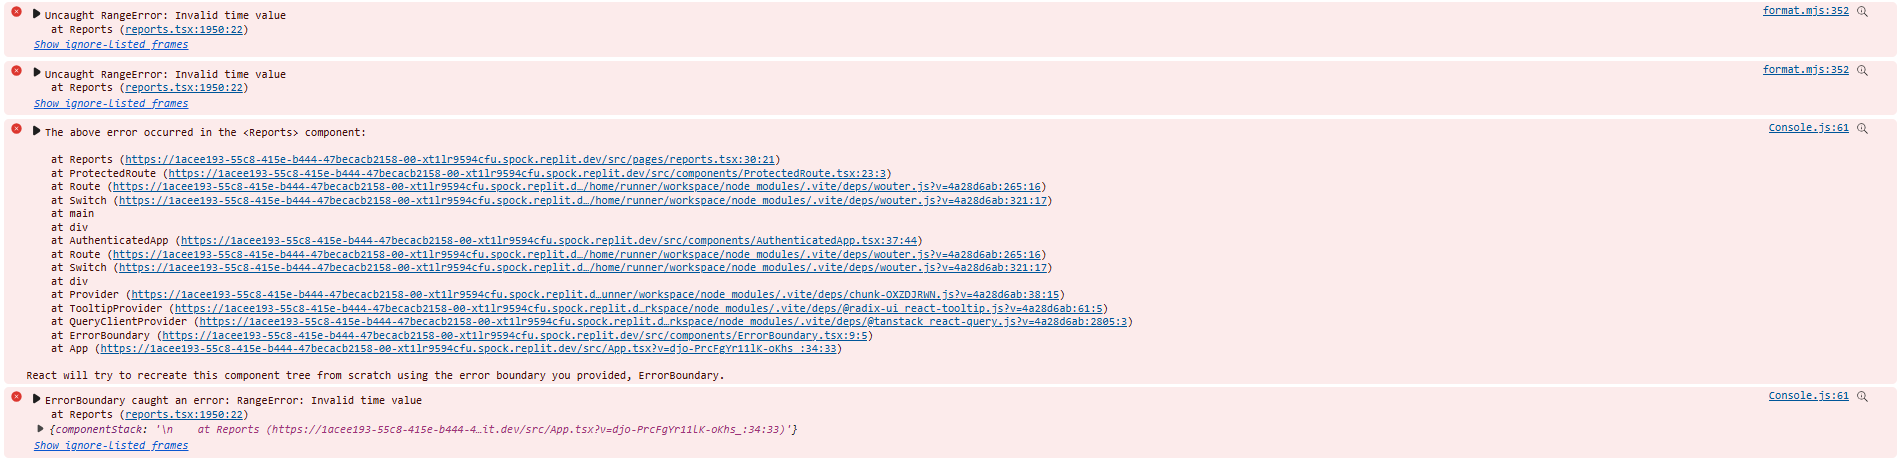 Uncaught RangeError: Invalid time value format.mjs:352
at Reports (reports.tsx:1950:22)
Show ignore-listed frames
Uncaught RangeError: Invalid time value format.mjs:352
at Reports (reports.tsx:1950:22)
Show ignore-listed frames
The above error occurred in the <Reports> component: Console.js:61
at Reports (https://1acee193-55c8-415e-b444-47becacb2158-00-xt1lr9594cfu.spock.replit.dev/src/pages/reports.tsx:30:21)
at ProtectedRoute (https://1acee193-55c8-415e-b444-47becacb2158-00-xt1lr9594cfu.spock.replit.dev/src/components/ProtectedRoute.tsx:23:3)
at Route (https://1acee193-55c8-415e-b444-47becacb2158-00-xt1lr9594cfu.spock.replit.d…/home/runner/workspace/node_modules/.vite/deps/wouter.js?v=4a28d6ab:265:16)
at Switch (https://1acee193-55c8-415e-b444-47becacb2158-00-xt1lr9594cfu.spock.replit.d…/home/runner/workspace/node_modules/.vite/deps/wouter.js?v=4a28d6ab:321:17)
at main
at div
at AuthenticatedApp (https://1acee193-55c8-415e-b444-47becacb2158-00-xt1lr9594cfu.spock.replit.dev/src/components/AuthenticatedApp.tsx:37:44)
at Route (https://1acee193-55c8-415e-b444-47becacb2158-00-xt1lr9594cfu.spock.replit.d…/home/runner/workspace/node_modules/.vite/deps/wouter.js?v=4a28d6ab:265:16)
at Switch (https://1acee193-55c8-415e-b444-47becacb2158-00-xt1lr9594cfu.spock.replit.d…/home/runner/workspace/node_modules/.vite/deps/wouter.js?v=4a28d6ab:321:17)
at div
at Provider (https://1acee193-55c8-415e-b444-47becacb2158-00-xt1lr9594cfu.spock.replit.d…unner/workspace/node_modules/.vite/deps/chunk-OXZDJRWN.js?v=4a28d6ab:38:15)
at TooltipProvider (https://1acee193-55c8-415e-b444-47becacb2158-00-xt1lr9594cfu.spock.replit.d…rkspace/node_modules/.vite/deps/@radix-ui_react-tooltip.js?v=4a28d6ab:61:5)
at QueryClientProvider (https://1acee193-55c8-415e-b444-47becacb2158-00-xt1lr9594cfu.spock.replit.d…rkspace/node_modules/.vite/deps/@tanstack_react-query.js?v=4a28d6ab:2805:3)
at ErrorBoundary (https://1acee193-55c8-415e-b444-47becacb2158-00-xt1lr9594cfu.spock.replit.dev/src/components/ErrorBoundary.tsx:9:5)
at App (https://1acee193-55c8-415e-b444-47becacb2158-00-xt1lr9594cfu.spock.replit.dev/src/App.tsx?v=djo-PrcFgYr11lK-oKhs_:34:33)
React will try to recreate this component tree from scratch using the error boundary you provided, ErrorBoundary.
ErrorBoundary caught an error: RangeError: Invalid time value Console.js:61
at Reports (reports.tsx:1950:22)
{componentStack: '\n    at Reports (https://1acee193-55c8-415e-b444-4…it.dev/src/App.tsx?v=djo-PrcFgYr11lK-oKhs_:34:33)'}
Show ignore-listed frames